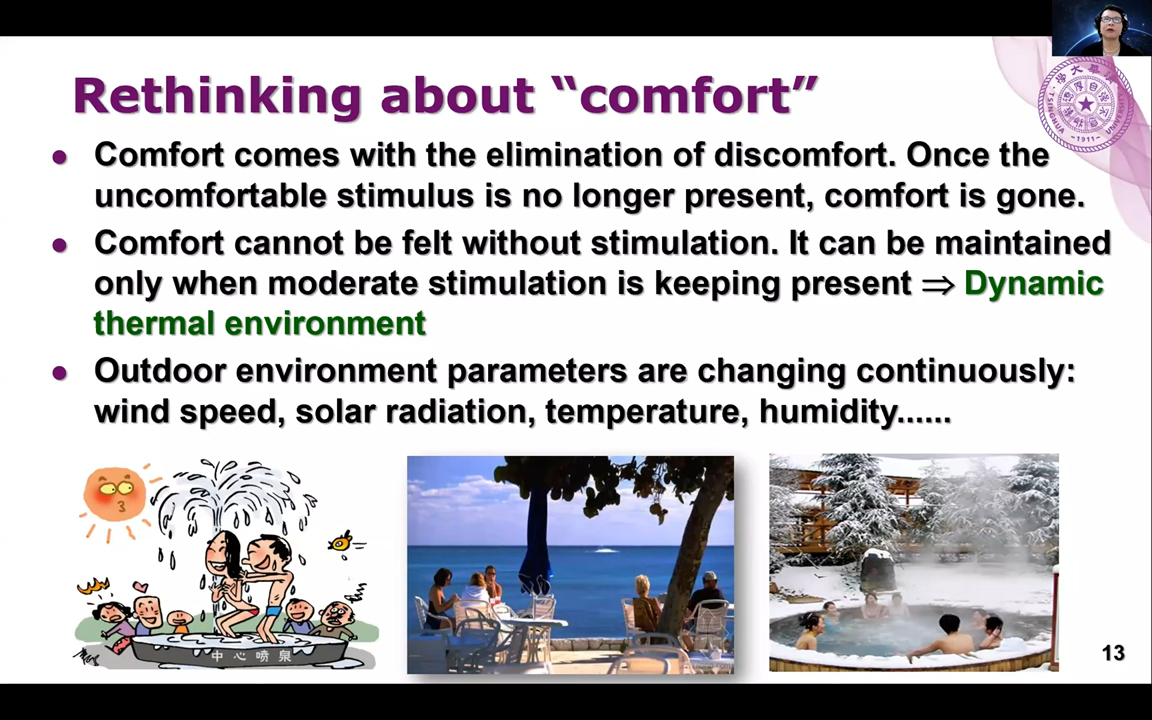 Rethinking about “comfort”
● Comfort comes with the elimination of discomfort. Once the
uncomfortable stimulus is no longer present, comfort is gone.
● Comfort cannot be felt without stimulation. It can be maintained
only when moderate stimulation is keeping present ⇒ Dynamic
thermal environment
● Outdoor environment parameters are changing continuously:
wind speed, solar radiation, temperature, humidity......
中心喷泉
TSINGHUA UNIVERSITY
-1911-
13